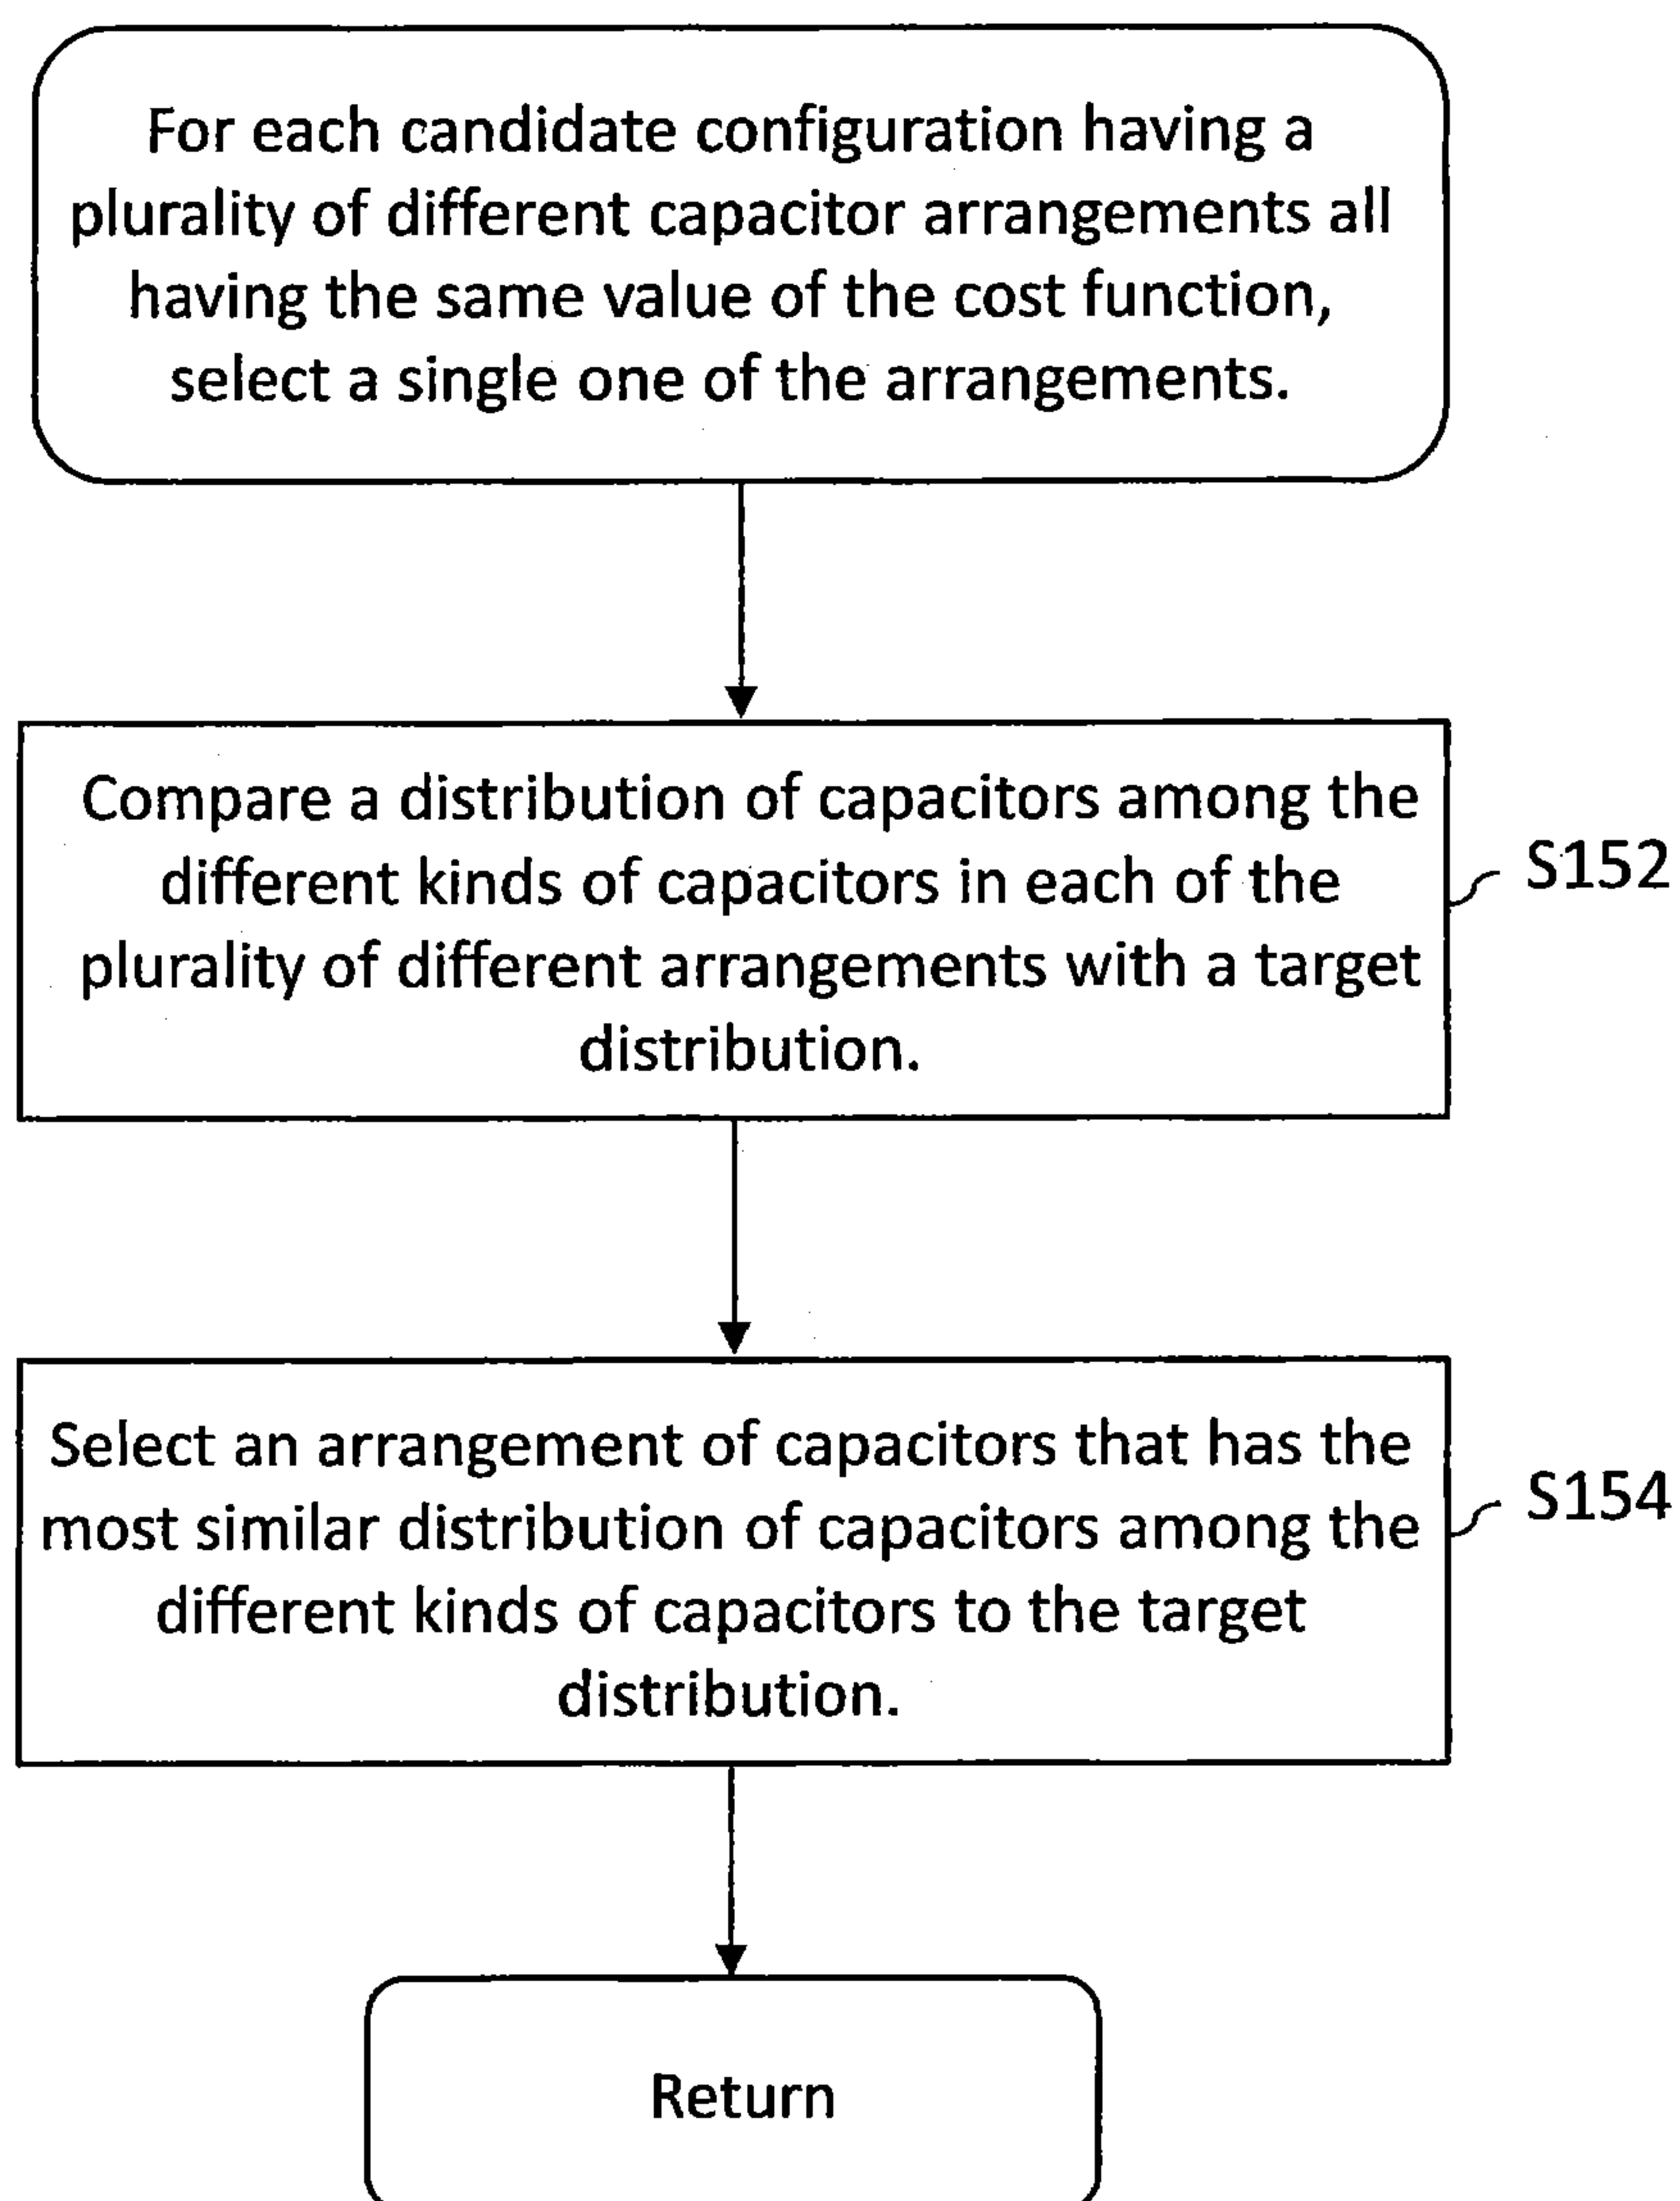 For each candidate configuration having a
plurality of different capacitor arrangements all
having the same value of the cost function,
select a single one of the arrangements.
Compare a distribution of capacitors among the
different kinds of capacitors in each of the
plurality of different arrangements with a target
distribution.
S152
Select an arrangement of capacitors that has the
most similar distribution of capacitors among the
different kinds of capacitors to the target
distribution.
S154
Return